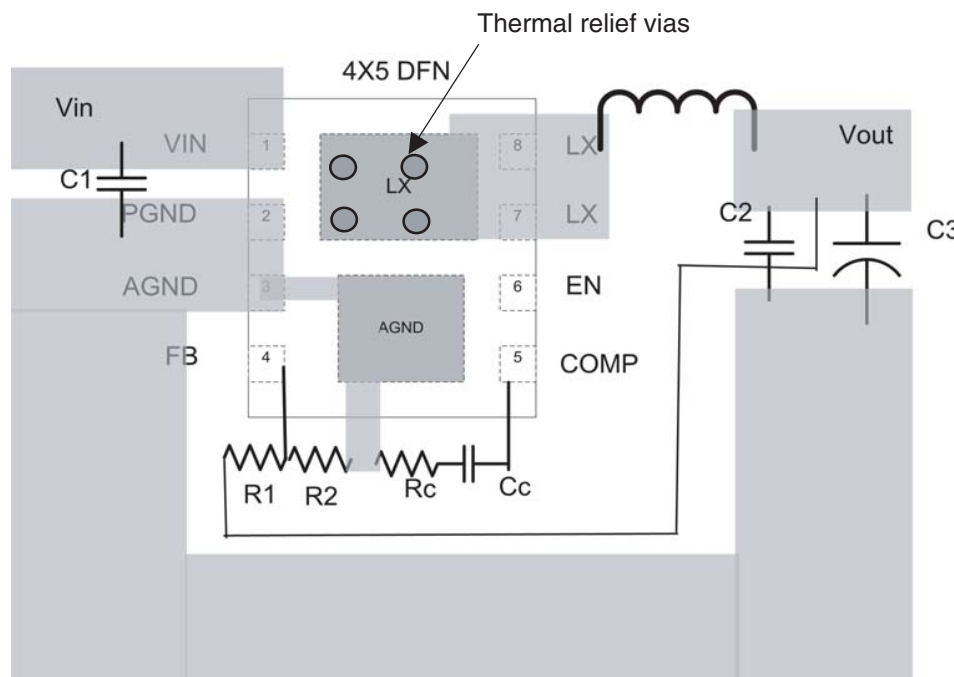 Thermal relief vias
4X5 DFN
Vin
VIN
1
8
LX
Vout
LX
C1
PGND
2
7
LX
C2
C3
AGND
3
6
EN
AGND
FB
4
5
COMP
R1
R2
Rc
Cc